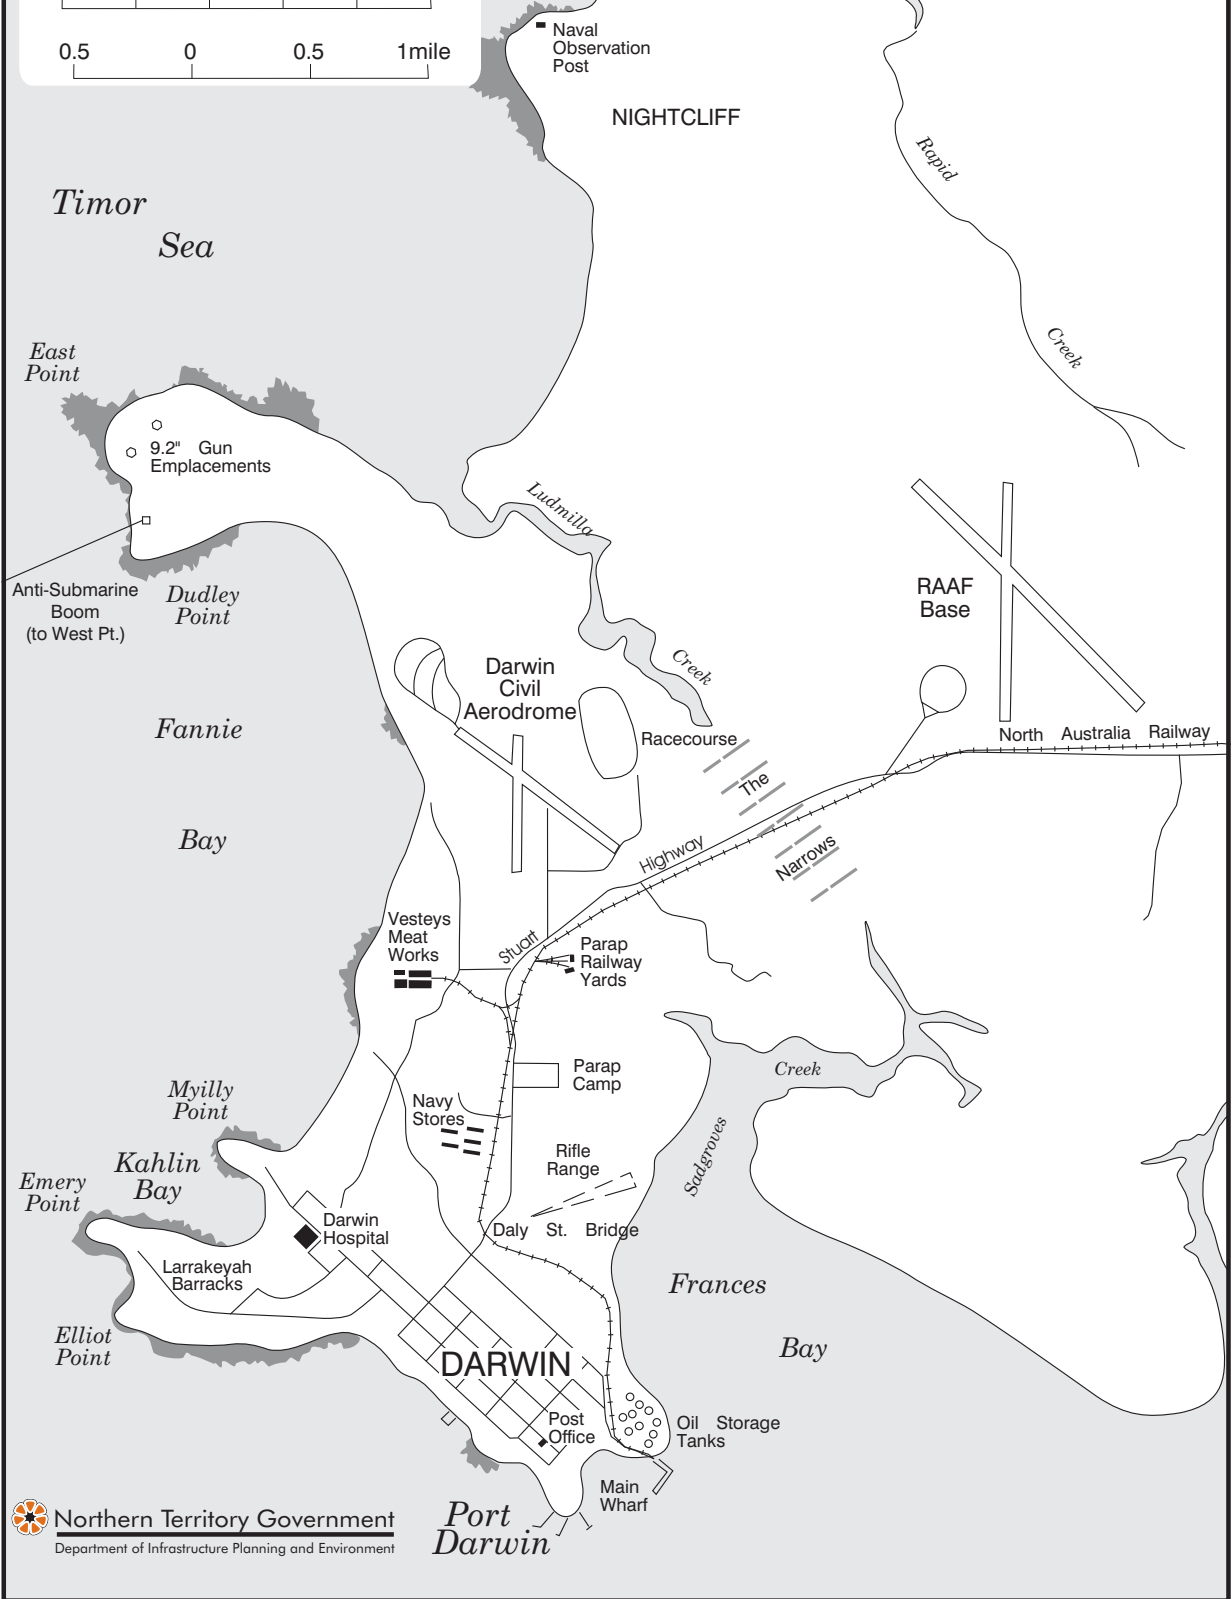 0.5 0 0.5 1mile
Naval
Observation
Post
NIGHTCLIFF
Rapid
Creek
Timor
Sea
East
Point
9.2" Gun
Emplacements
Ludmilla
Creek
Anti-Submarine
Boom
(to West Pt.)
Dudley
Point
RAAF
Base
Darwin
Civil
Aerodrome
Racecourse
North Australia Railway
Fannie
Bay
The
Narrows
Stuart
Highway
Vesteys
Meat
Works
Parap
Railway
Yards
Parap
Camp
Creek
Sadgroves
Myilly
Point
Navy
Stores
Rifle
Range
Kahlin
Bay
Emery
Point
Darwin
Hospital
Daly St. Bridge
Larrakeyah
Barracks
Frances
Bay
Elliot
Point
DARWIN
Post
Office
Oil Storage
Tanks
Main
Wharf
Port
Darwin
Northern Territory Government
Department of Infrastructure Planning and Environment